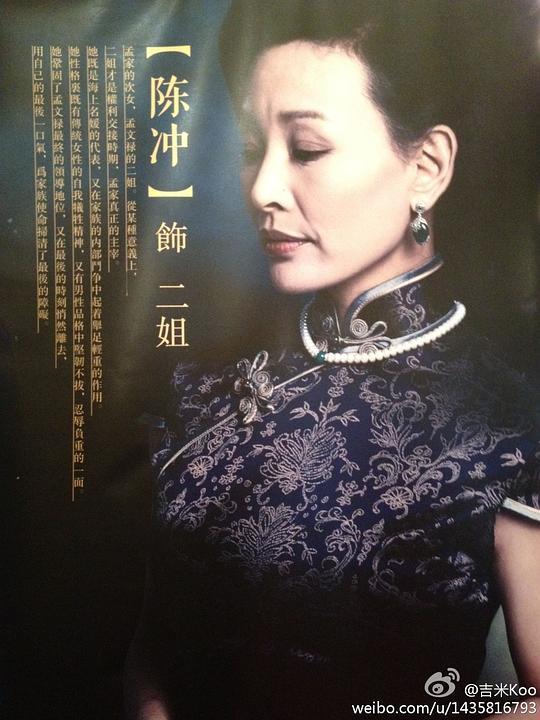 【陈冲】飾 二姐
孟家的次女，孟文禄的二姐。從某種意義上，
二姐才是權利交接時期，孟家真正的主宰。
她既是海上名媛的代表，又在家族的内部鬥争中起着舉足輕重的作用。
她性格裏既有傳統女性的自我犧牲精神，又有男性品格中堅韌不拔，忍辱負重的一面。
她鞏固了孟文禄最終的領導地位，又在最後的時刻悄然離去，
用自己的最後一口氣，爲家族使命掃清了最後的障礙。
@吉米Koo
weibo.com/u/1435816793